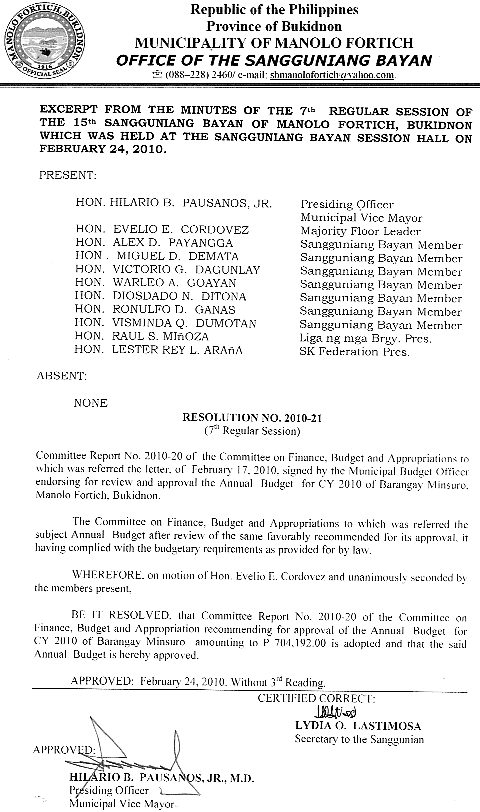 Republic of the Philippines
Province of Bukidnon
MUNICIPALITY OF MANOLO FORTICH
OFFICE OF THE SANGGUNIANG BAYAN
☏ (088-228) 2460/ e-mail: sbmanolofortich@yahoo.com.
MANOLO FORTICH, BUKIDNON
OFFICIAL SEAL
EXCERPT FROM THE MINUTES OF THE 7th REGULAR SESSION OF
THE 15th SANGGUNIANG BAYAN OF MANOLO FORTICH, BUKIDNON
WHICH WAS HELD AT THE SANGGUNIANG BAYAN SESSION HALL ON
FEBRUARY 24, 2010.
PRESENT:
HON. HILARIO B. PAUSANOS, JR. Presiding Officer
Municipal Vice Mayor
HON. EVELIO E. CORDOVEZ Majority Floor Leader
HON. ALEX D. PAYANGGA Sangguniang Bayan Member
HON . MIGUEL D. DEMATA Sangguniang Bayan Member
HON. VICTORIO G. DAGUNLAY Sangguniang Bayan Member
HON. WARLEO A. GOAYAN Sangguniang Bayan Member
HON. DIOSDADO N. DITONA Sangguniang Bayan Member
HON. RONULFO D. GANAS Sangguniang Bayan Member
HON. VISMINDA Q. DUMOTAN Sangguniang Bayan Member
HON. RAUL S. MIñOZA Liga ng mga Brgy. Pres.
HON. LESTER REY L. ARAñA SK Federation Pres.
ABSENT:
NONE
RESOLUTION NO. 2010-21
(7th Regular Session)
Committee Report No. 2010-20 of the Committee on Finance, Budget and Appropriations to
which was referred the letter, of February 17, 2010, signed by the Municipal Budget Officer
endorsing for review and approval the Annual Budget for CY 2010 of Barangay Minsuro,
Manolo Fortich, Bukidnon.
The Committee on Finance, Budget and Appropriations to which was referred the
subject Annual Budget after review of the same favorably recommended for its approval, it
having complied with the budgetary requirements as provided for by law.
WHEREFORE, on motion of Hon. Evelio E. Cordovez and unanimously seconded by
the members present,
BE IT RESOLVED, that Committee Report No. 2010-20 of the Committee on
Finance, Budget and Appropriation recommending for approval of the Annual Budget for
CY 2010 of Barangay Minsuro amounting to P 704,192.00 is adopted and that the said
Annual Budget is hereby approved.
APPROVED: February 24, 2010. Without 3rd Reading.
CERTIFIED CORRECT:
LYDIA O. LASTIMOSA
Secretary to the Sanggunian
APPROVED:
HILARIO B. PAUSANOS, JR., M.D.
Presiding Officer
Municipal Vice Mayor